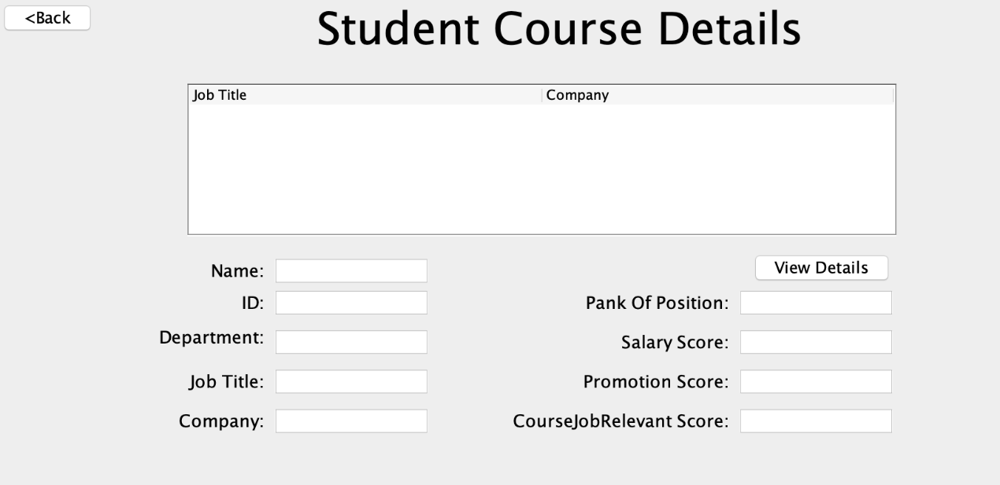 <Back
Student Course Details
Job Title Company
Name:
View Details
ID:
Pank Of Position:
Department:
Salary Score:
Job Title:
Promotion Score:
Company:
CourseJobRelevant Score: